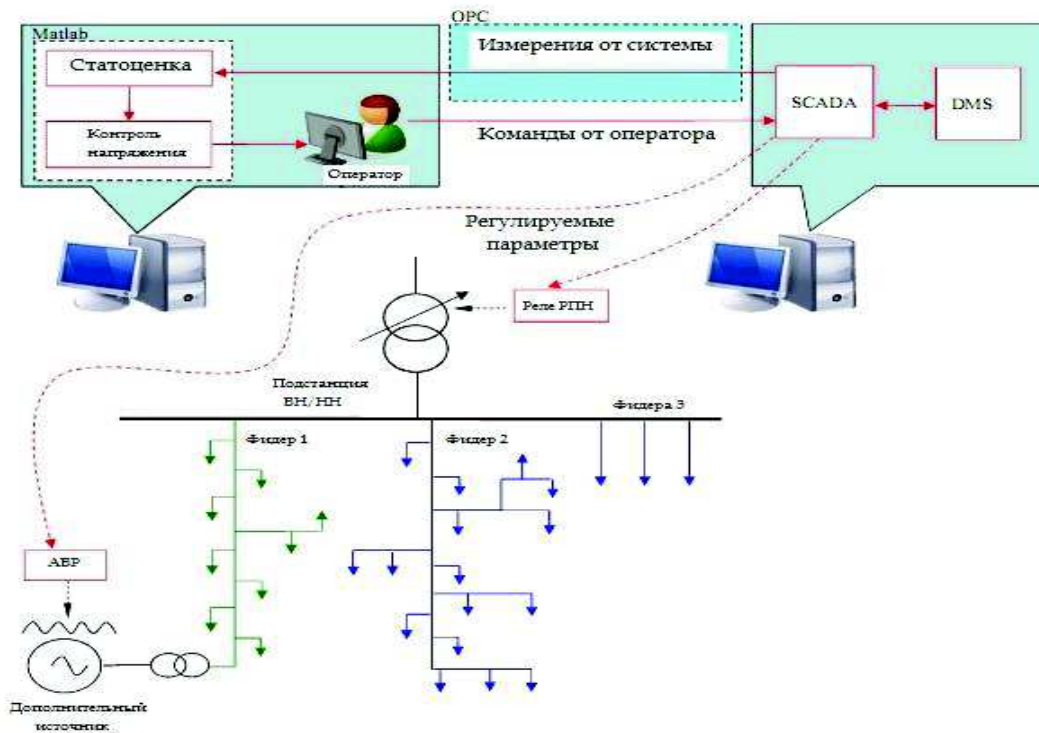 OPC
Matlab
Измерения от системы
Статоценка
SCADA
DMS
Контроль
напряжения
Команды от оператора
Оператор
Регулируемые
параметры
Реле РПН
Подстанция
ВН/НН
Фидера 3
Фидер 1
Фидер 2
АВР
Дополнительный
источник